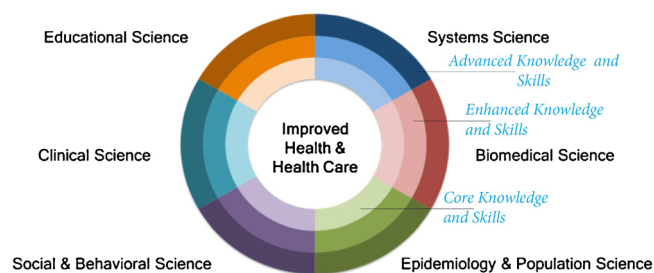 Educational Science
Systems Science
Advanced Knowledge and
Skills
Enhanced Knowledge
and Skills
Improved
Health &
Health Care
Clinical Science
Biomedical Science
Core Knowledge
and Skills
Social & Behavioral Science
Epidemiology & Population Science